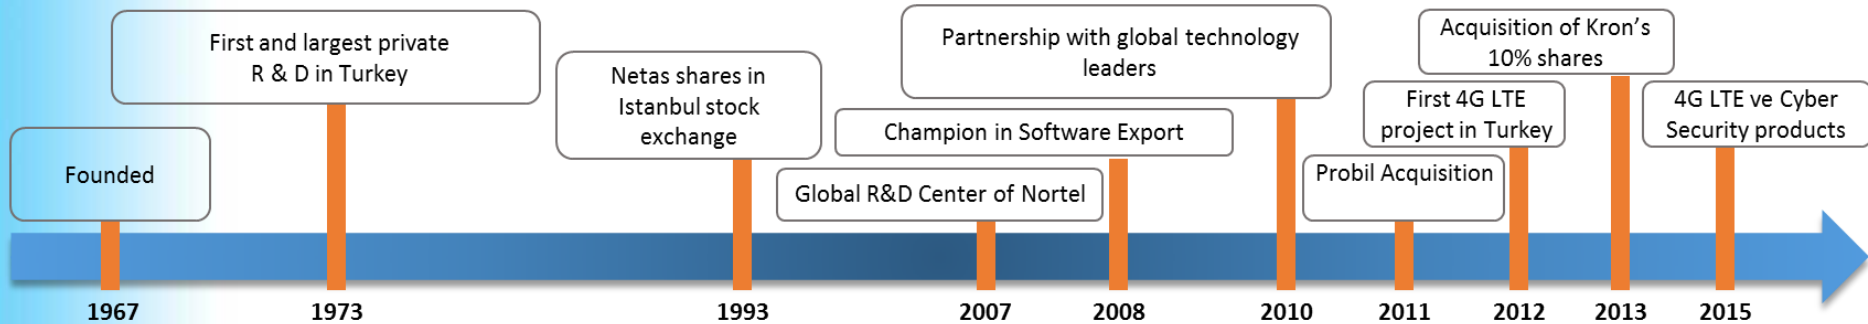 Founded
First and largest private
R & D in Turkey
Netas shares in
Istanbul stock
exchange
Global R&D Center of Nortel
Champion in Software Export
Partnership with global technology
leaders
Probil Acquisition
First 4G LTE
project in Turkey
Acquisition of Kron’s
10% shares
4G LTE ve Cyber
Security products
1967
1973
1993
2007
2008
2010
2011
2012
2013
2015